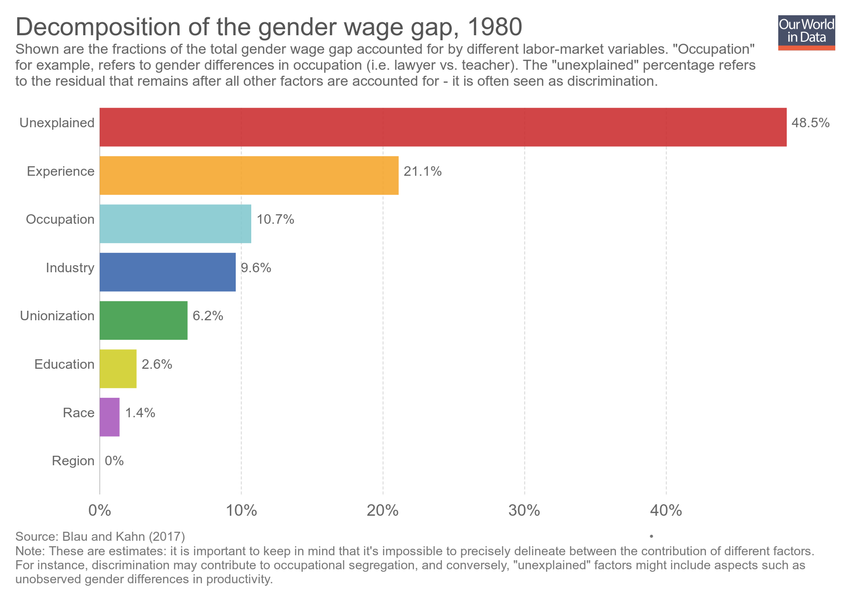 Decomposition of the gender wage gap, 1980
Our World
in Data
Shown are the fractions of the total gender wage gap accounted for by different labor-market variables. "Occupation"
for example, refers to gender differences in occupation (i.e. lawyer vs. teacher). The "unexplained" percentage refers
to the residual that remains after all other factors are accounted for - it is often seen as discrimination.
Unexplained 48.5%
Experience 21.1%
Occupation 10.7%
Industry 9.6%
Unionization 6.2%
Education 2.6%
Race 1.4%
Region 0%
0% 10% 20% 30% 40%
Source: Blau and Kahn (2017) •
Note: These are estimates: it is important to keep in mind that it's impossible to precisely delineate between the contribution of different factors.
For instance, discrimination may contribute to occupational segregation, and conversely, "unexplained" factors might include aspects such as
unobserved gender differences in productivity.